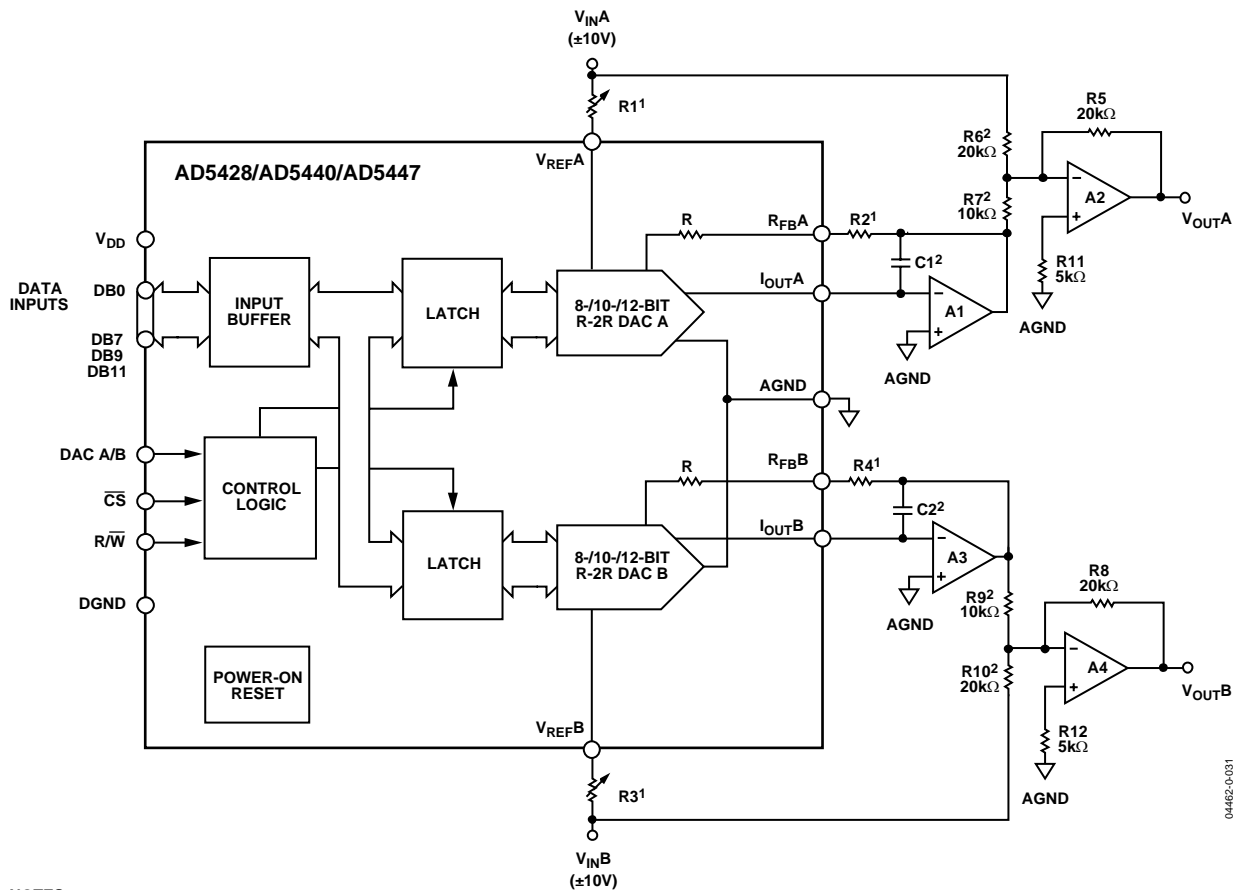 VINA
(±10V)
R1¹
VREFA
AD5428/AD5440/AD5447
R5
20kΩ
R6²
20kΩ
R7²
10kΩ
A2
VOUTA
R11
5kΩ
AGND
VDD
DATA
INPUTS
DB0
DB7
DB9
DB11
INPUT
BUFFER
LATCH
8-/10-/12-BIT
R-2R DAC A
R
RFBA
R2¹
C1²
IOUTA
A1
AGND
AGND
DAC A/B
C̅S̅
R/W̅
CONTROL
LOGIC
DGND
POWER-ON
RESET
LATCH
8-/10-/12-BIT
R-2R DAC B
R
RFBB
R4¹
C2²
IOUTB
A3
AGND
R8
20kΩ
R9²
10kΩ
R10²
20kΩ
A4
VOUTB
R12
5kΩ
AGND
VREFB
R3¹
VINB
(±10V)
04462-0-031